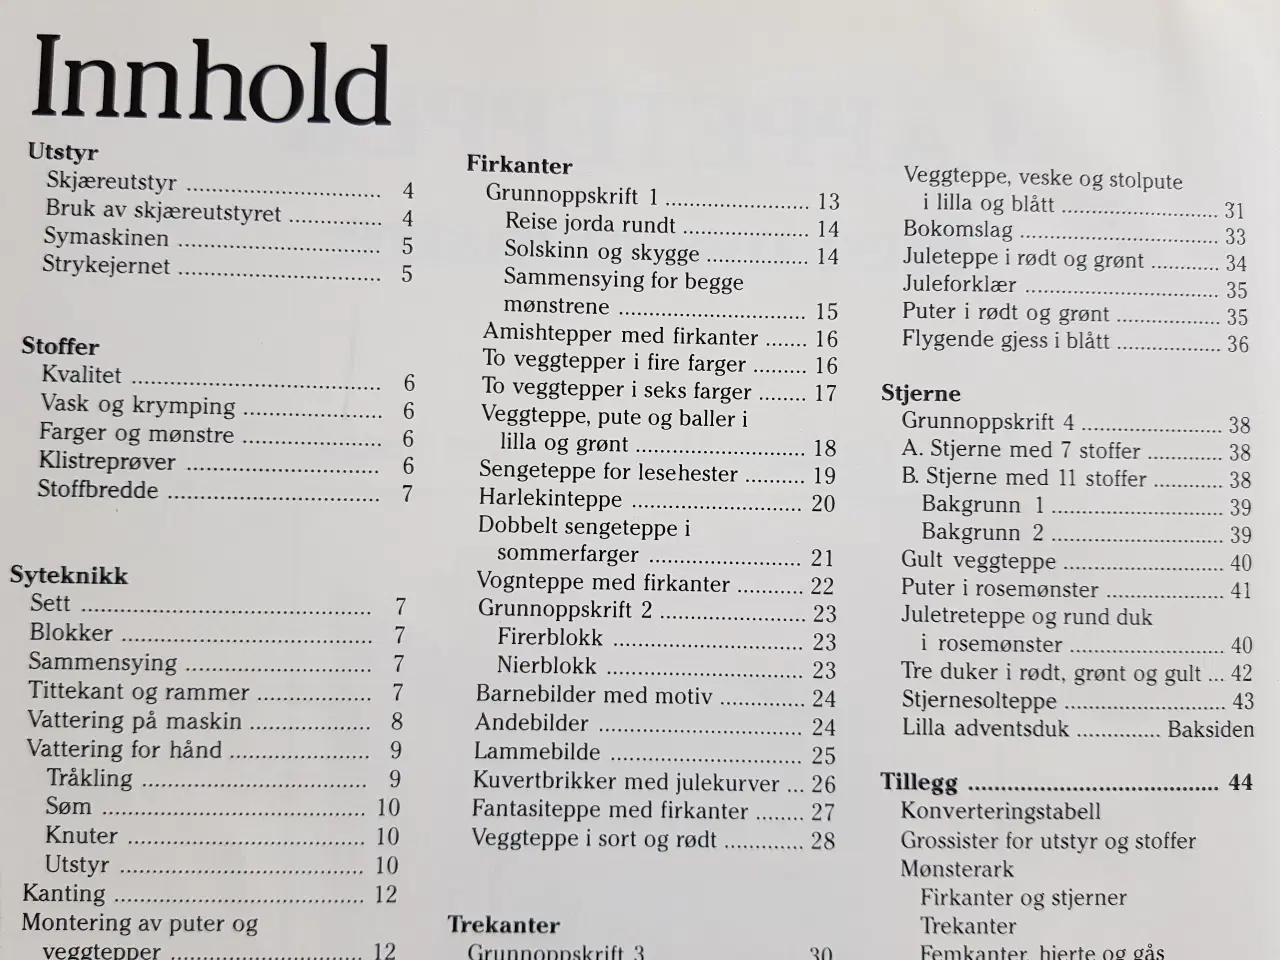 Innhold
Utstyr
Skjæreutstyr ................................ 4
Bruk av skjæreutstyret ............... 4
Symaskinen ................................. 5
Strykejernet ................................. 5
Stoffer
Kvalitet ........................................ 6
Vask og krymping ...................... 6
Farger og mønstre ...................... 6
Klistreprøver ............................... 6
Stoffbredde .................................. 7
Syteknikk
Sett ............................................... 7
Blokker ......................................... 7
Sammensying .............................. 7
Tittekant og rammer .................. 7
Vattering på maskin .................... 8
Vattering for hånd ....................... 9
Tråkling .................................... 9
Søm .......................................... 10
Knuter ...................................... 10
Utstyr ....................................... 10
Kanting ........................................ 12
Montering av puter og
veggtepper ............................... 12
Firkanter
Grunnoppskrift 1 ....................... 13
Reise jorda rundt .................... 14
Solskinn og skygge ................ 14
Sammensying for begge
mønstrene .............................. 15
Amishtepper med firkanter ....... 16
To veggtepper i fire farger ......... 16
To veggtepper i seks farger ........ 17
Veggteppe, pute og baller i
lilla og grønt ........................... 18
Sengeteppe for lesehester .......... 19
Harlekinteppe ............................ 20
Dobbelt sengeteppe i
sommerfarger ......................... 21
Vognteppe med firkanter ........... 22
Grunnoppskrift 2 ....................... 23
Firerblokk ............................... 23
Nierblokk ................................ 23
Barnebilder med motiv .............. 24
Andebilder ................................. 24
Lammebilde ............................... 25
Kuvertbrikker med julekurver ... 26
Fantasiteppe med firkanter ........ 27
Veggteppe i sort og rødt ............. 28
Trekanter
Grunnoppskrift 3 30
Veggteppe, veske og stolpute
i lilla og blått ......................... 31
Bokomslag ................................ 33
Juleteppe i rødt og grønt ........... 34
Juleforklær ............................... 35
Puter i rødt og grønt ................. 35
Flygende gjess i blått ................. 36
Stjerne
Grunnoppskrift 4 ....................... 38
A. Stjerne med 7 stoffer ............ 38
B. Stjerne med 11 stoffer ........... 38
Bakgrunn 1 ............................ 39
Bakgrunn 2 ............................ 39
Gult veggteppe .......................... 40
Puter i rosemønster ................... 41
Juletreteppe og rund duk
i rosemønster ......................... 40
Tre duker i rødt, grønt og gult ... 42
Stjernesolteppe .......................... 43
Lilla adventsduk ............. Baksiden
Tillegg ...................................... 44
Konverteringstabell
Grossister for utstyr og stoffer
Mønsterark
Firkanter og stjerner
Trekanter
Femkanter, hjerte og gås